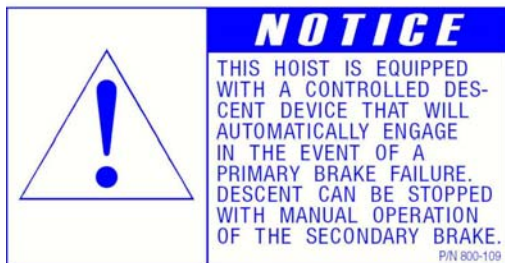 NOTICE
THIS HOIST IS EQUIPPED
WITH A CONTROLLED DES-
CENT DEVICE THAT WILL
AUTOMATICALLY ENGAGE
IN THE EVENT OF A
PRIMARY BRAKE FAILURE.
DESCENT CAN BE STOPPED
WITH MANUAL OPERATION
OF THE SECONDARY BRAKE.
P/N 800-109